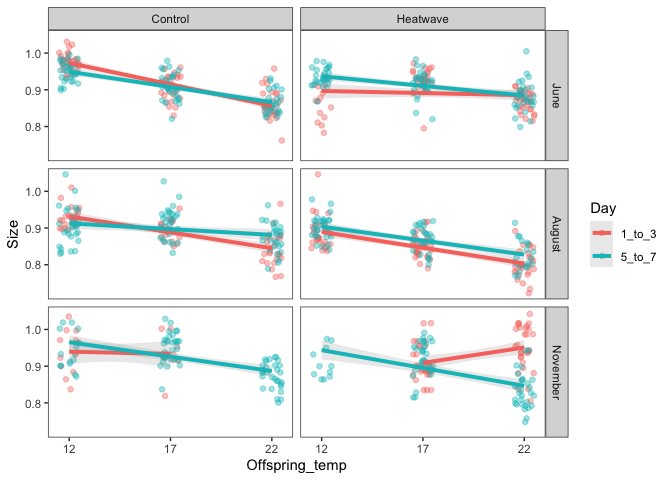 Control
Heatwave
1.0
0.9
0.8
June
1.0
0.9
0.8
August
1.0
0.9
0.8
November
12
17
22
12
17
22
Offspring_temp
Size
Day
1_to_3
5_to_7